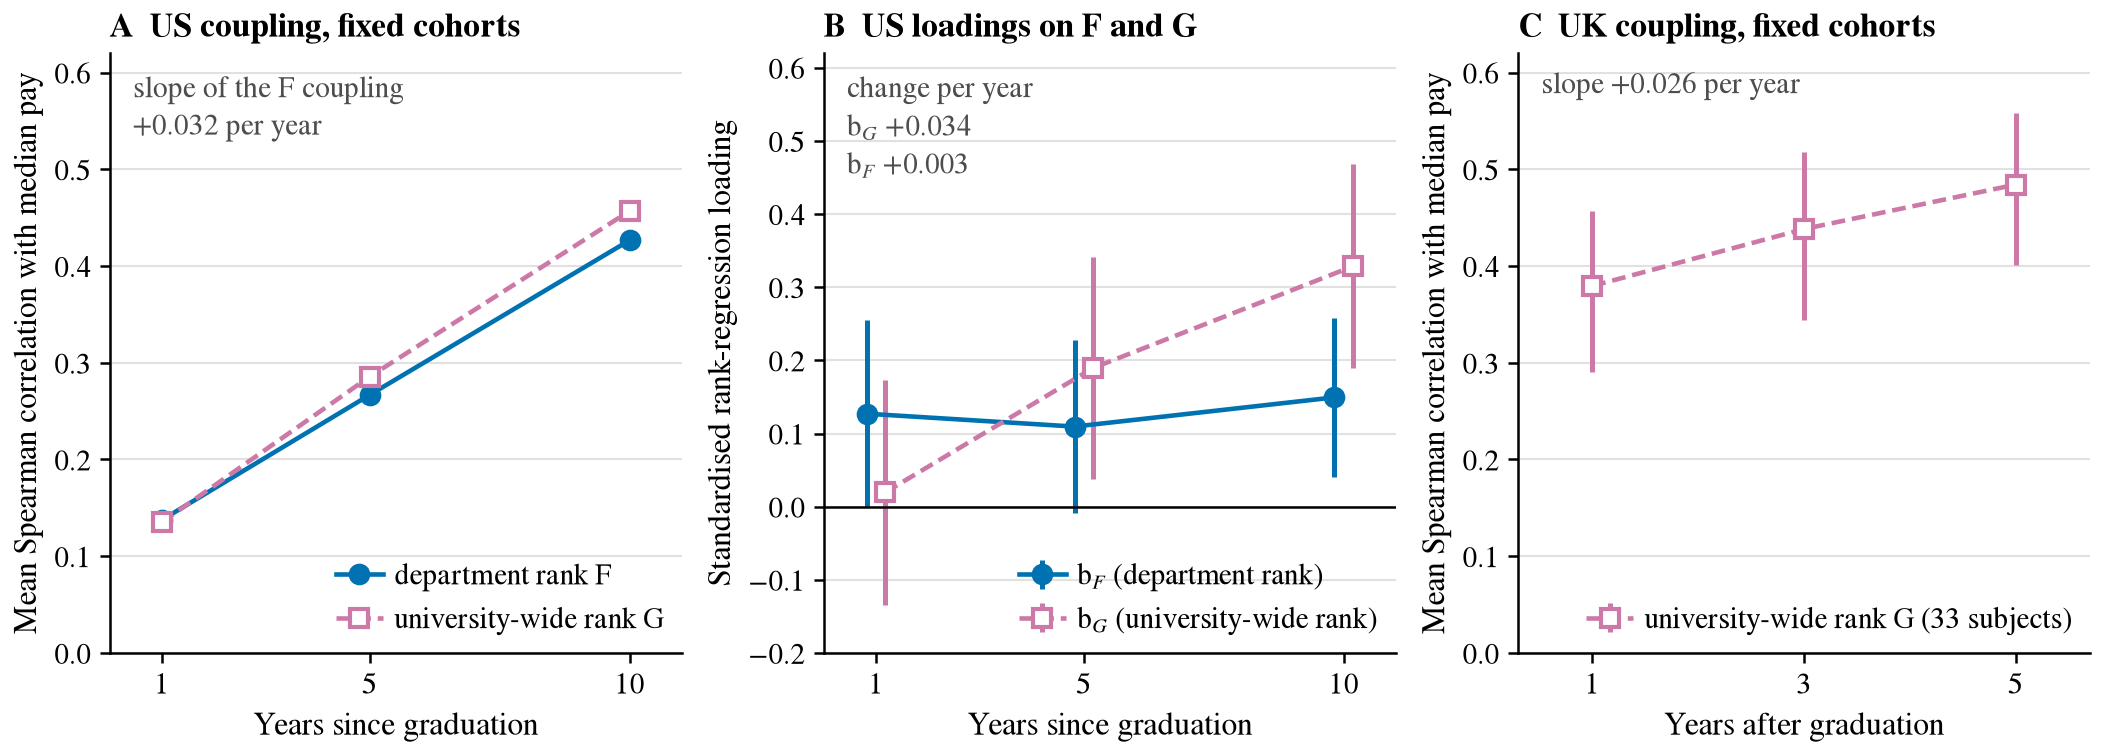 A US coupling, fixed cohorts
Mean Spearman correlation with median pay
0.6
0.5
0.4
0.3
0.2
0.1
0.0
slope of the F coupling
+0.032 per year
department rank F
university-wide rank G
1 5 10
Years since graduation
B US loadings on F and G
Standardised rank-regression loading
0.6
0.5
0.4
0.3
0.2
0.1
0.0
−0.1
−0.2
change per year
b_G +0.034
b_F +0.003
b_F (department rank)
b_G (university-wide rank)
1 5 10
Years since graduation
C UK coupling, fixed cohorts
Mean Spearman correlation with median pay
0.6
0.5
0.4
0.3
0.2
0.1
0.0
slope +0.026 per year
university-wide rank G (33 subjects)
1 3 5
Years after graduation